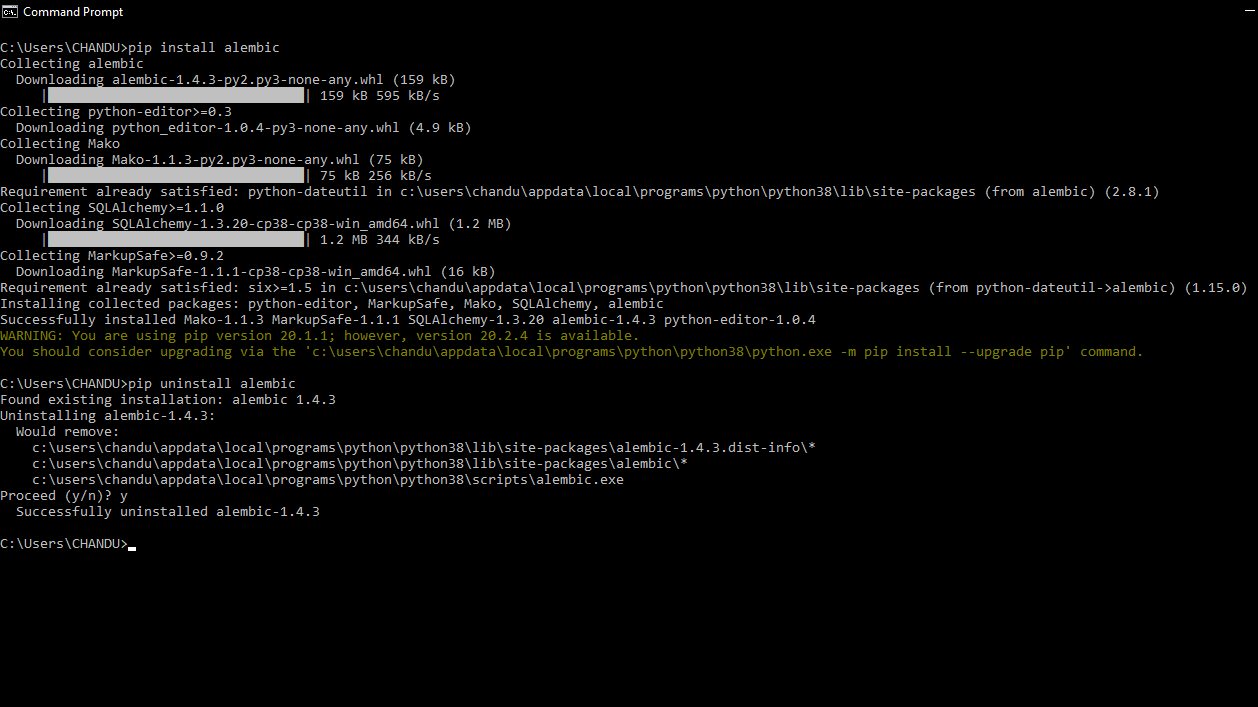 Command Prompt
C:\Users\CHANDU>pip install alembic
Collecting alembic
  Downloading alembic-1.4.3-py2.py3-none-any.whl (159 kB)
     |████████████████████████████████| 159 kB 595 kB/s
Collecting python-editor>=0.3
  Downloading python_editor-1.0.4-py3-none-any.whl (4.9 kB)
Collecting Mako
  Downloading Mako-1.1.3-py2.py3-none-any.whl (75 kB)
     |████████████████████████████████| 75 kB 256 kB/s
Requirement already satisfied: python-dateutil in c:\users\chandu\appdata\local\programs\python\python38\lib\site-packages (from alembic) (2.8.1)
Collecting SQLAlchemy>=1.1.0
  Downloading SQLAlchemy-1.3.20-cp38-cp38-win_amd64.whl (1.2 MB)
     |████████████████████████████████| 1.2 MB 344 kB/s
Collecting MarkupSafe>=0.9.2
  Downloading MarkupSafe-1.1.1-cp38-cp38-win_amd64.whl (16 kB)
Requirement already satisfied: six>=1.5 in c:\users\chandu\appdata\local\programs\python\python38\lib\site-packages (from python-dateutil->alembic) (1.15.0)
Installing collected packages: python-editor, MarkupSafe, Mako, SQLAlchemy, alembic
Successfully installed Mako-1.1.3 MarkupSafe-1.1.1 SQLAlchemy-1.3.20 alembic-1.4.3 python-editor-1.0.4
WARNING: You are using pip version 20.1.1; however, version 20.2.4 is available.
You should consider upgrading via the 'c:\users\chandu\appdata\local\programs\python\python38\python.exe -m pip install --upgrade pip' command.
C:\Users\CHANDU>pip uninstall alembic
Found existing installation: alembic 1.4.3
Uninstalling alembic-1.4.3:
  Would remove:
    c:\users\chandu\appdata\local\programs\python\python38\lib\site-packages\alembic-1.4.3.dist-info\*
    c:\users\chandu\appdata\local\programs\python\python38\lib\site-packages\alembic\*
    c:\users\chandu\appdata\local\programs\python\python38\scripts\alembic.exe
Proceed (y/n)? y
  Successfully uninstalled alembic-1.4.3
C:\Users\CHANDU>